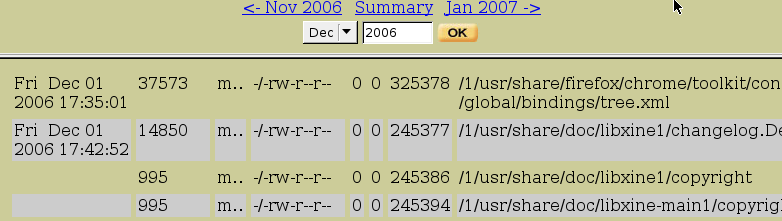 <- Nov 2006 Summary Jan 2007 ->
Dec 2006 OK
Fri Dec 01 37573 m.. -/-rw-r--r-- 0 0 325378 /1/usr/share/firefox/chrome/toolkit/con
2006 17:35:01 /global/bindings/tree.xml
Fri Dec 01 14850 m.. -/-rw-r--r-- 0 0 245377 /1/usr/share/doc/libxine1/changelog.De
2006 17:42:52
995 m.. -/-rw-r--r-- 0 0 245386 /1/usr/share/doc/libxine1/copyright
995 m.. -/-rw-r--r-- 0 0 245394 /1/usr/share/doc/libxine-main1/copyrig